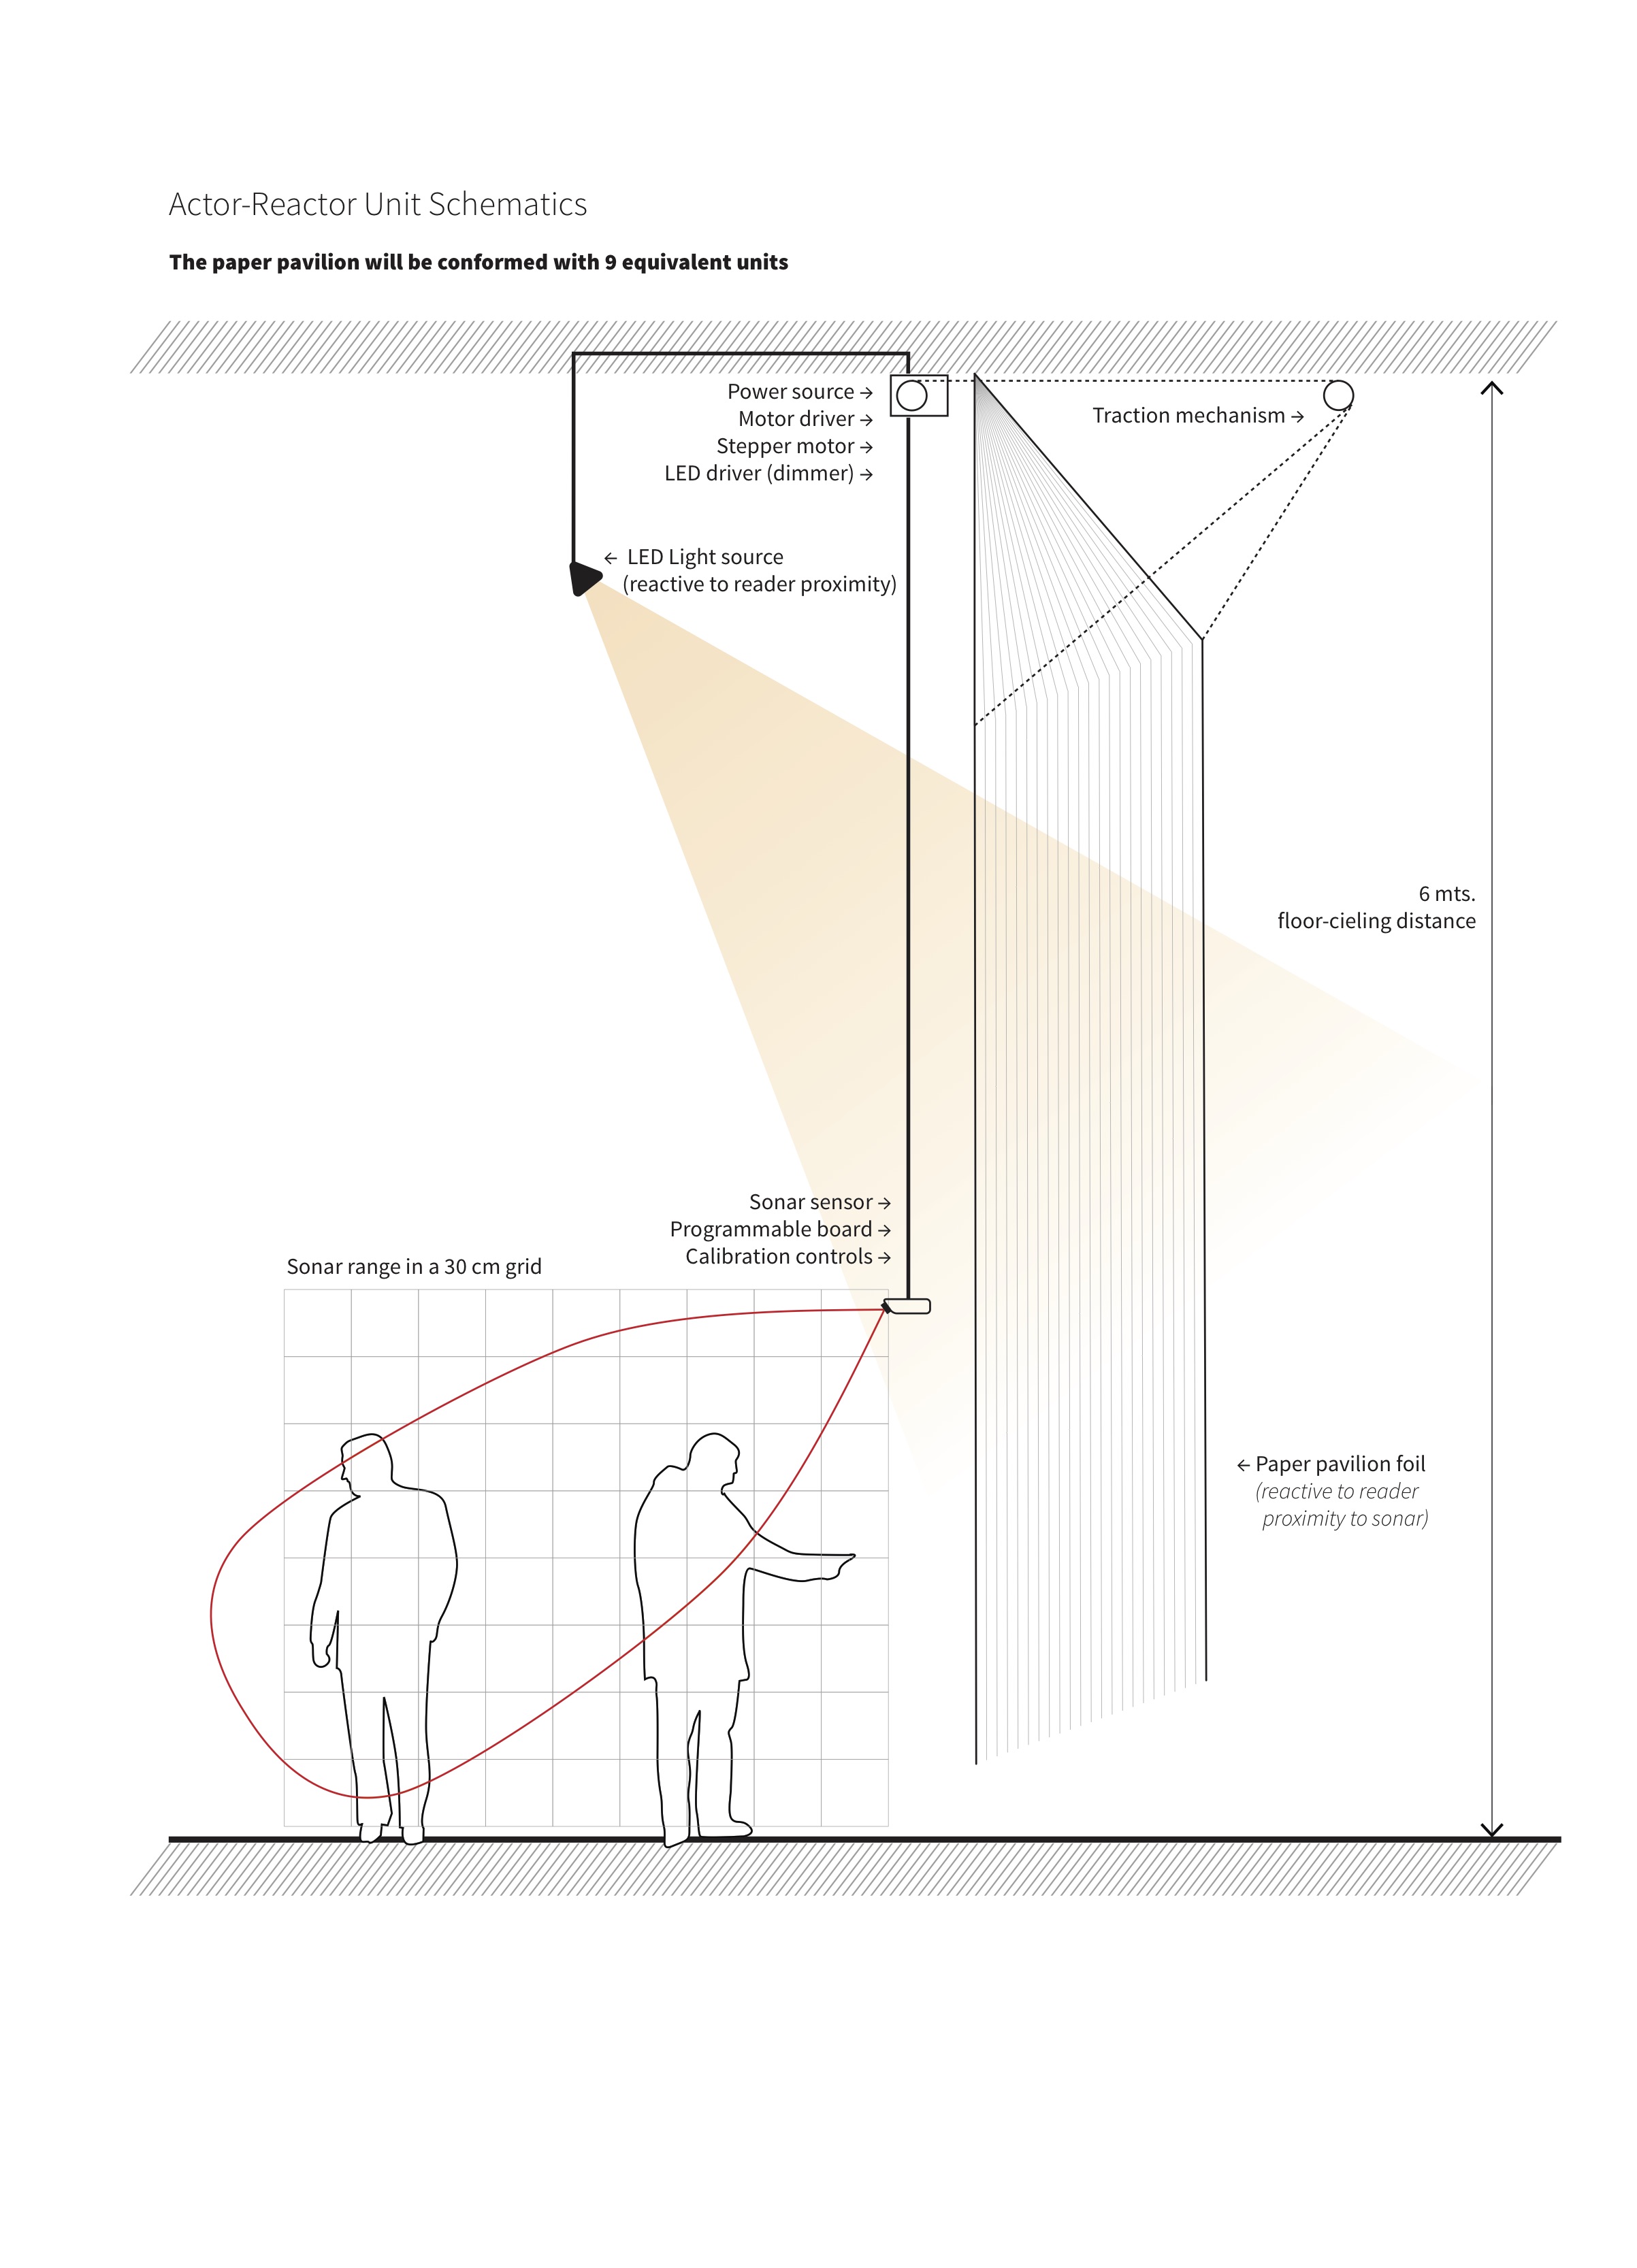 Actor-Reactor Unit Schematics
The paper pavilion will be conformed with 9 equivalent units
Power source →
Motor driver →
Stepper motor →
LED driver (dimmer) →
Traction mechanism →
← LED Light source
(reactive to reader proximity)
6 mts.
floor-cieling distance
Sonar sensor →
Programmable board →
Calibration controls →
Sonar range in a 30 cm grid
← Paper pavilion foil
(reactive to reader
proximity to sonar)